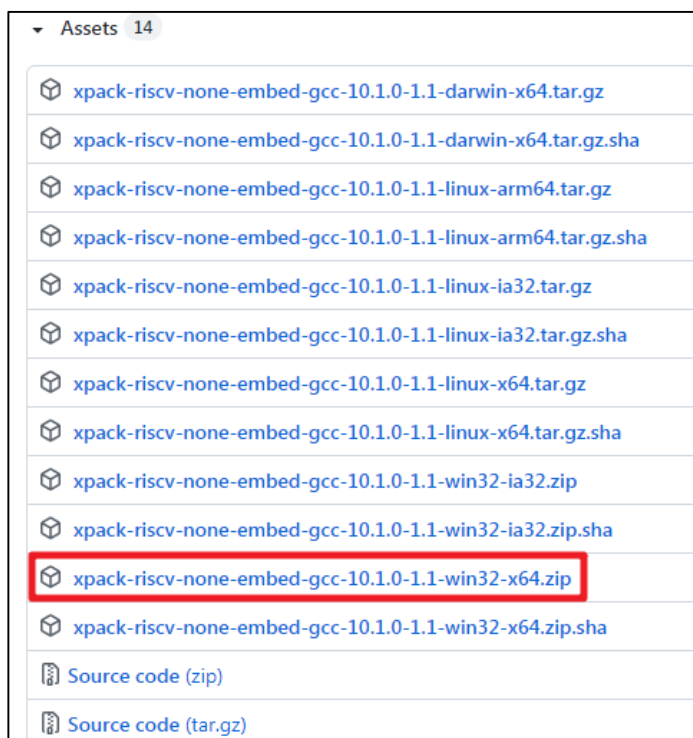 Assets 14
xpack-riscv-none-embed-gcc-10.1.0-1.1-darwin-x64.tar.gz
xpack-riscv-none-embed-gcc-10.1.0-1.1-darwin-x64.tar.gz.sha
xpack-riscv-none-embed-gcc-10.1.0-1.1-linux-arm64.tar.gz
xpack-riscv-none-embed-gcc-10.1.0-1.1-linux-arm64.tar.gz.sha
xpack-riscv-none-embed-gcc-10.1.0-1.1-linux-ia32.tar.gz
xpack-riscv-none-embed-gcc-10.1.0-1.1-linux-ia32.tar.gz.sha
xpack-riscv-none-embed-gcc-10.1.0-1.1-linux-x64.tar.gz
xpack-riscv-none-embed-gcc-10.1.0-1.1-linux-x64.tar.gz.sha
xpack-riscv-none-embed-gcc-10.1.0-1.1-win32-ia32.zip
xpack-riscv-none-embed-gcc-10.1.0-1.1-win32-ia32.zip.sha
xpack-riscv-none-embed-gcc-10.1.0-1.1-win32-x64.zip
xpack-riscv-none-embed-gcc-10.1.0-1.1-win32-x64.zip.sha
Source code (zip)
Source code (tar.gz)